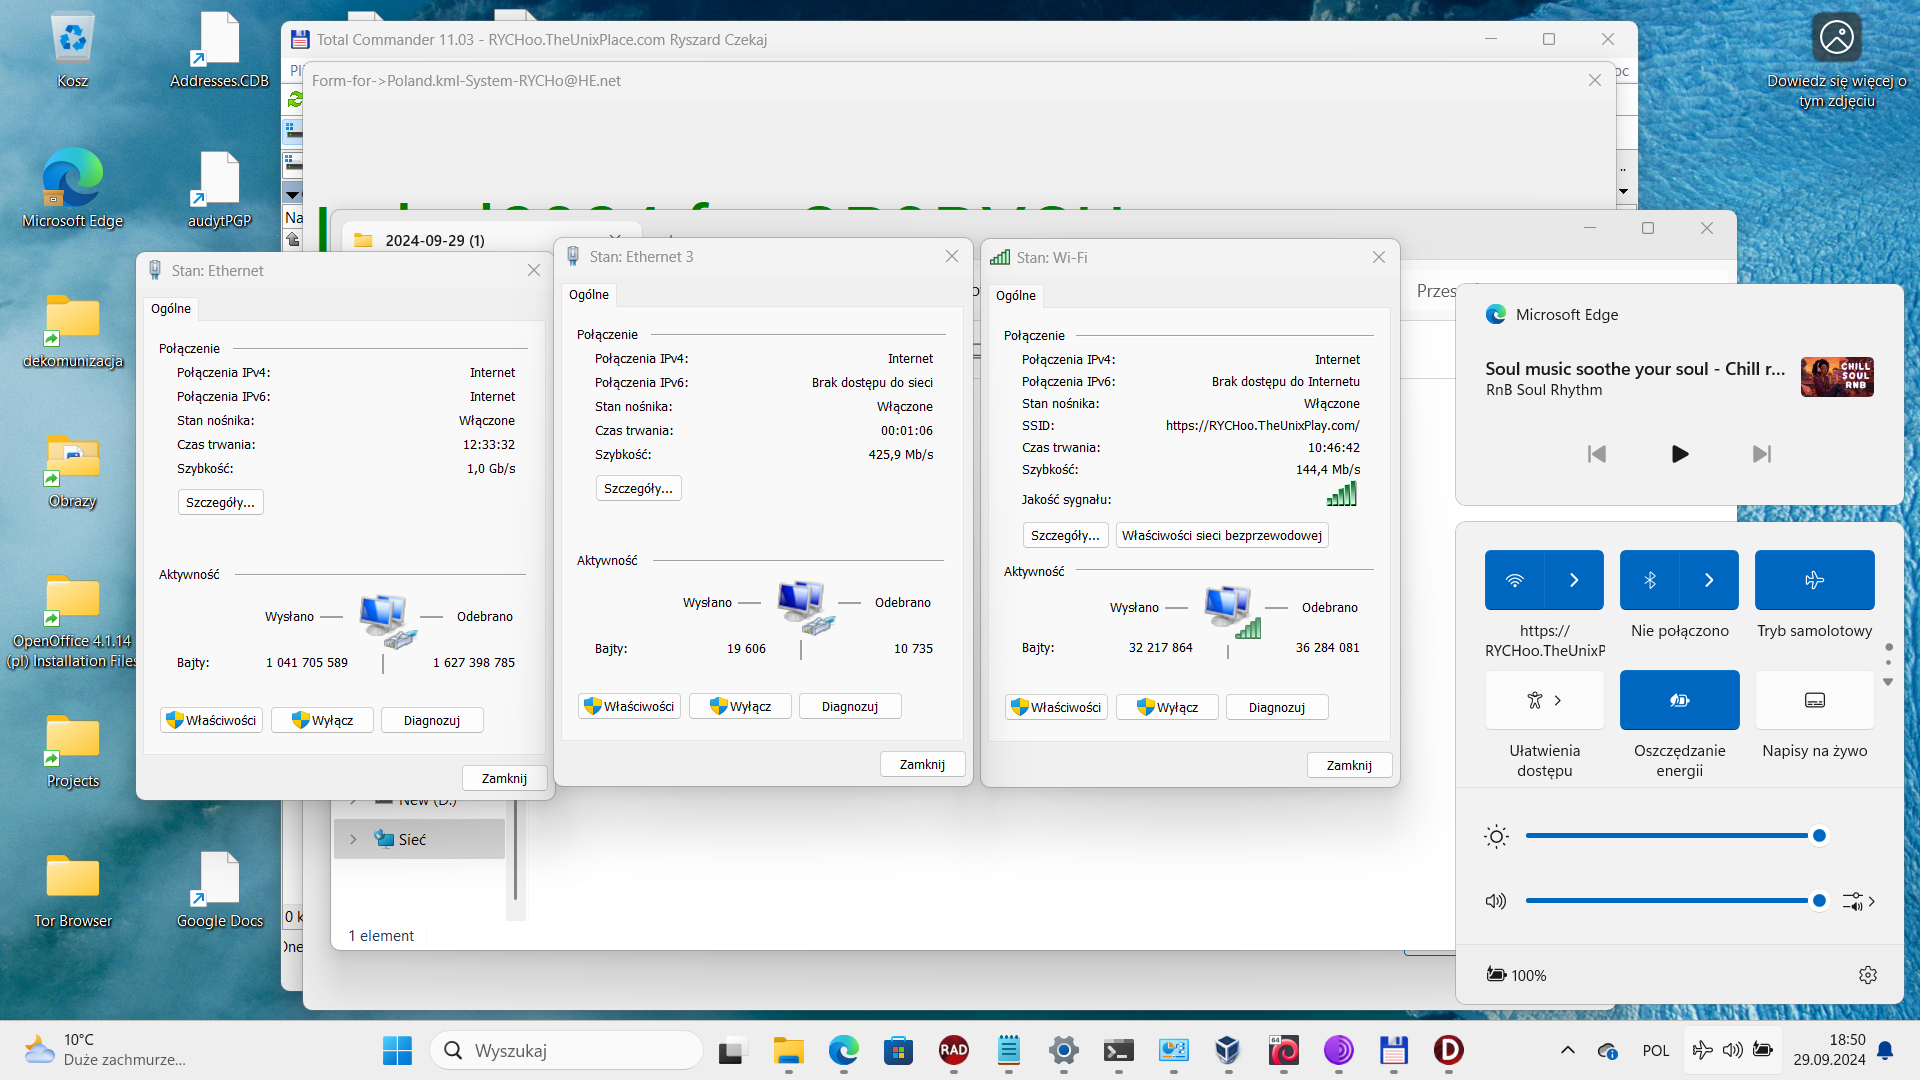 Kosz
Addresses.CDB
Microsoft Edge
audytPGP
dekomunizacja
Obrazy
OpenOffice 4.1.14
(pl) Installation Files
Projects
Tor Browser
Google Docs
Dowiedz się więcej o
tym zdjęciu
Total Commander 11.03 - RYCHoo.TheUnixPlace.com Ryszard Czekaj
Form-for->Poland.kml-System-RYCHo@HE.net
Na
2024-09-29 (1)
Stan: Ethernet
Ogólne
Połączenie
Połączenia IPv4: Internet
Połączenia IPv6: Internet
Stan nośnika: Włączone
Czas trwania: 12:33:32
Szybkość: 1,0 Gb/s
Szczegóły...
Aktywność
Wysłano Odebrano
Bajty: 1 041 705 589 1 627 398 785
Właściwości Wyłącz Diagnozuj
Zamknij
Stan: Ethernet 3
Ogólne
Połączenie
Połączenia IPv4: Internet
Połączenia IPv6: Brak dostępu do sieci
Stan nośnika: Włączone
Czas trwania: 00:01:06
Szybkość: 425,9 Mb/s
Szczegóły...
Aktywność
Wysłano Odebrano
Bajty: 19 606 10 735
Właściwości Wyłącz Diagnozuj
Zamknij
Stan: Wi-Fi
Ogólne
Połączenie
Połączenia IPv4: Internet
Połączenia IPv6: Brak dostępu do Internetu
Stan nośnika: Włączone
SSID: https://RYCHoo.TheUnixPlay.com/
Czas trwania: 10:46:42
Szybkość: 144,4 Mb/s
Jakość sygnału:
Szczegóły... Właściwości sieci bezprzewodowej
Aktywność
Wysłano Odebrano
Bajty: 32 217 864 36 284 081
Właściwości Wyłącz Diagnozuj
Zamknij
New (D:)
Sieć
0 k
1 element
Przes
Microsoft Edge
Soul music soothe your soul - Chill r...
RnB Soul Rhythm
CHILL
SOUL
RNB
https://
RYCHoo.TheUnixP
Nie połączono
Tryb samolotowy
Ułatwienia
dostępu
Oszczędzanie
energii
Napisy na żywo
100%
10°C
Duże zachmurze...
Wyszukaj
RAD
64
D
POL
18:50
29.09.2024